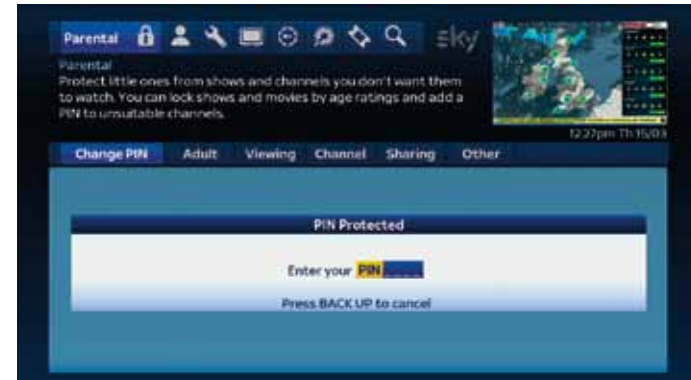 Parental
sky
Parental
Protect little ones from shows and channels you don't want them
to watch. You can lock shows and movies by age ratings and add a
PIN to unsuitable channels.
12.27pm Th 15/03
Change PIN Adult Viewing Channel Sharing Other
PIN Protected
Enter your PIN
Press BACK UP to cancel